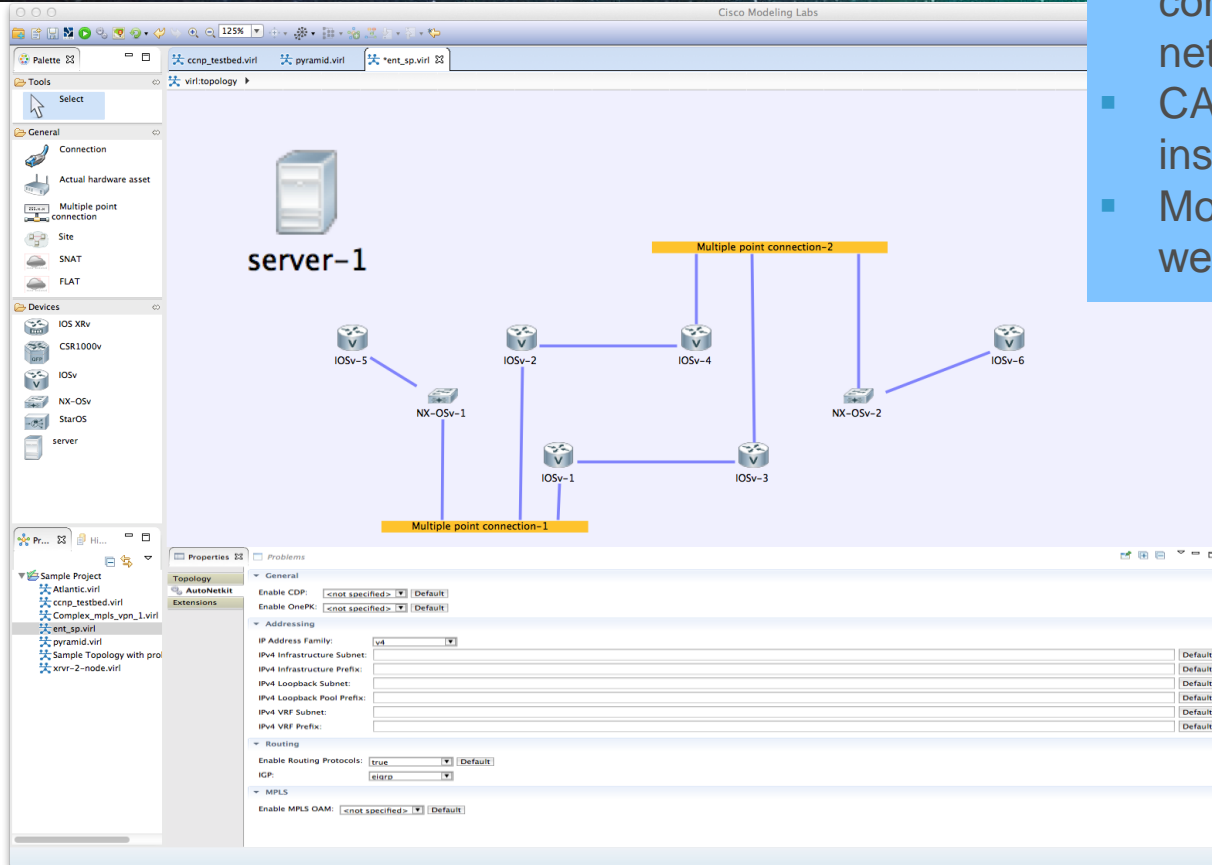 Cisco Modeling Labs
125%
Palette
ccnp_testbed.virl
pyramid.virl
*ent_sp.virl
Tools
virl:topology
Select
General
Connection
Actual hardware asset
Multiple point
connection
Site
SNAT
FLAT
Devices
IOS XRv
CSR1000v
IOSv
NX-OSv
StarOS
server
server-1
Multiple point connection-2
IOSv-5
IOSv-2
IOSv-4
IOSv-6
NX-OSv-1
NX-OSv-2
IOSv-1
IOSv-3
Multiple point connection-1
Pr...
Hi...
Sample Project
Atlantic.virl
ccnp_testbed.virl
Complex_mpls_vpn_1.virl
ent_sp.virl
pyramid.virl
Sample Topology with
xrvr-2-node.virl
Properties
Problems
Topology
AutoNetkit
Extensions
General
Enable CDP: <not specified> Default
Enable OnePK: <not specified> Default
Addressing
IP Address Family: v4
IPv4 Infrastructure Subnet: Default
IPv4 Infrastructure Prefix: Default
IPv4 Loopback Subnet: Default
IPv4 Loopback Pool Prefix: Default
IPv4 VRF Subnet: Default
IPv4 VRF Prefix: Default
Routing
Enable Routing Protocols: true Default
IGP: eigrp
MPLS
Enable MPLS OAM: <not specified> Default